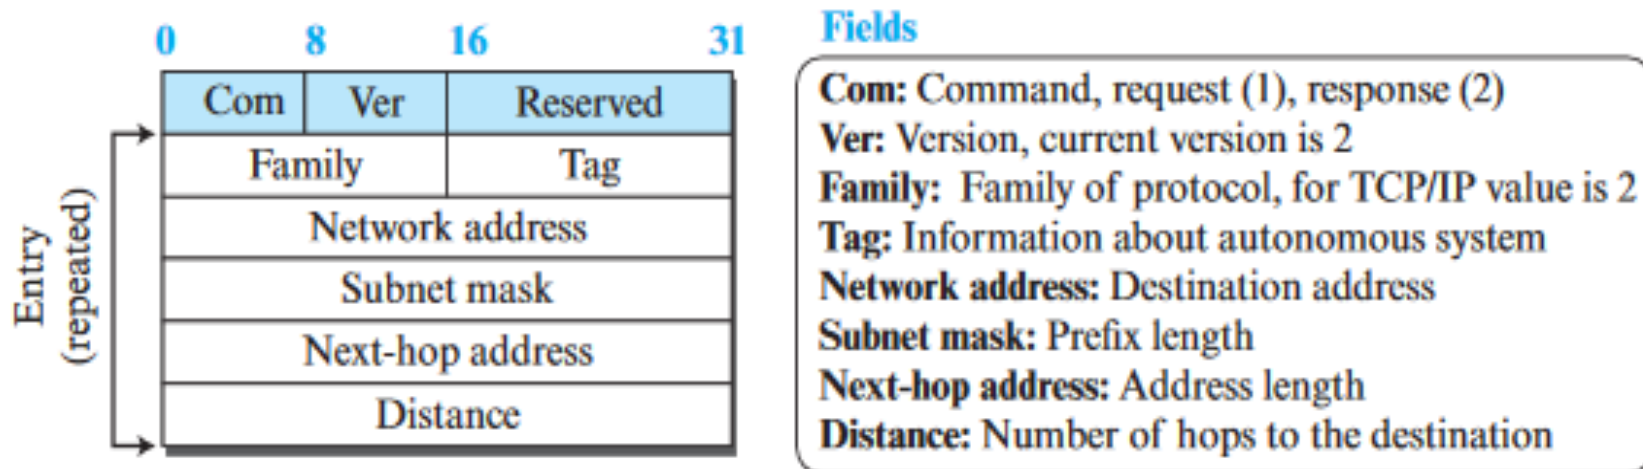 0 8 16 31
Com Ver Reserved
Family Tag
Network address
Subnet mask
Next-hop address
Distance
Entry
(repeated)
Fields
Com: Command, request (1), response (2)
Ver: Version, current version is 2
Family: Family of protocol, for TCP/IP value is 2
Tag: Information about autonomous system
Network address: Destination address
Subnet mask: Prefix length
Next-hop address: Address length
Distance: Number of hops to the destination